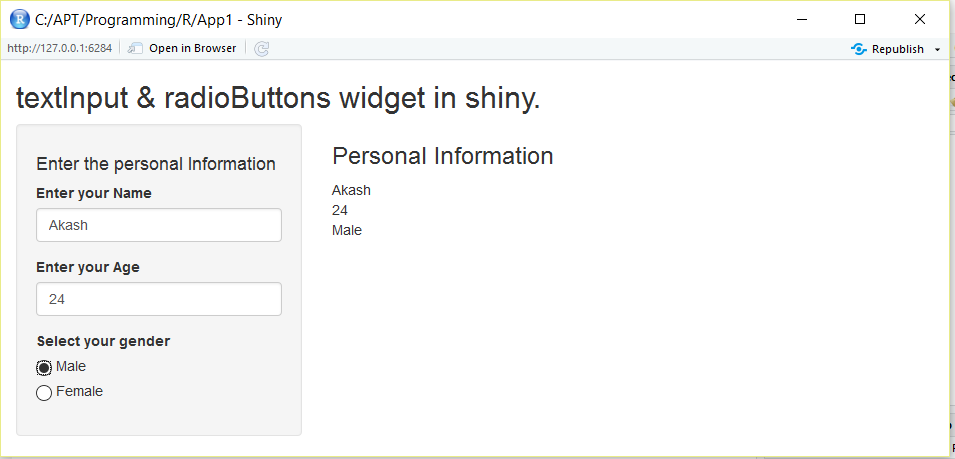 C:/APT/Programming/R/App1 - Shiny
http://127.0.0.1:6284 Open in Browser Republish
textInput & radioButtons widget in shiny.
Enter the personal Information
Enter your Name
Akash
Enter your Age
24
Select your gender
Male
Female
Personal Information
Akash
24
Male